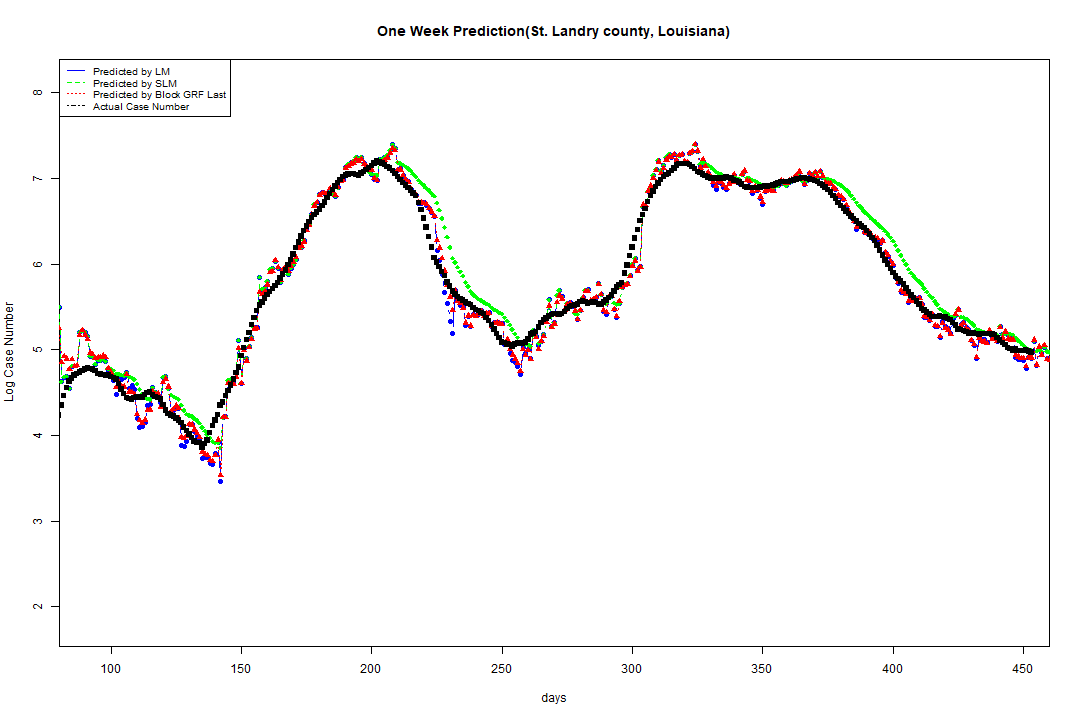 One Week Prediction(St. Landry county, Louisiana)
Predicted by LM
Predicted by SLM
Predicted by Block GRF Last
Actual Case Number
8
7
6
5
4
3
2
Log Case Number
100 150 200 250 300 350 400 450
days